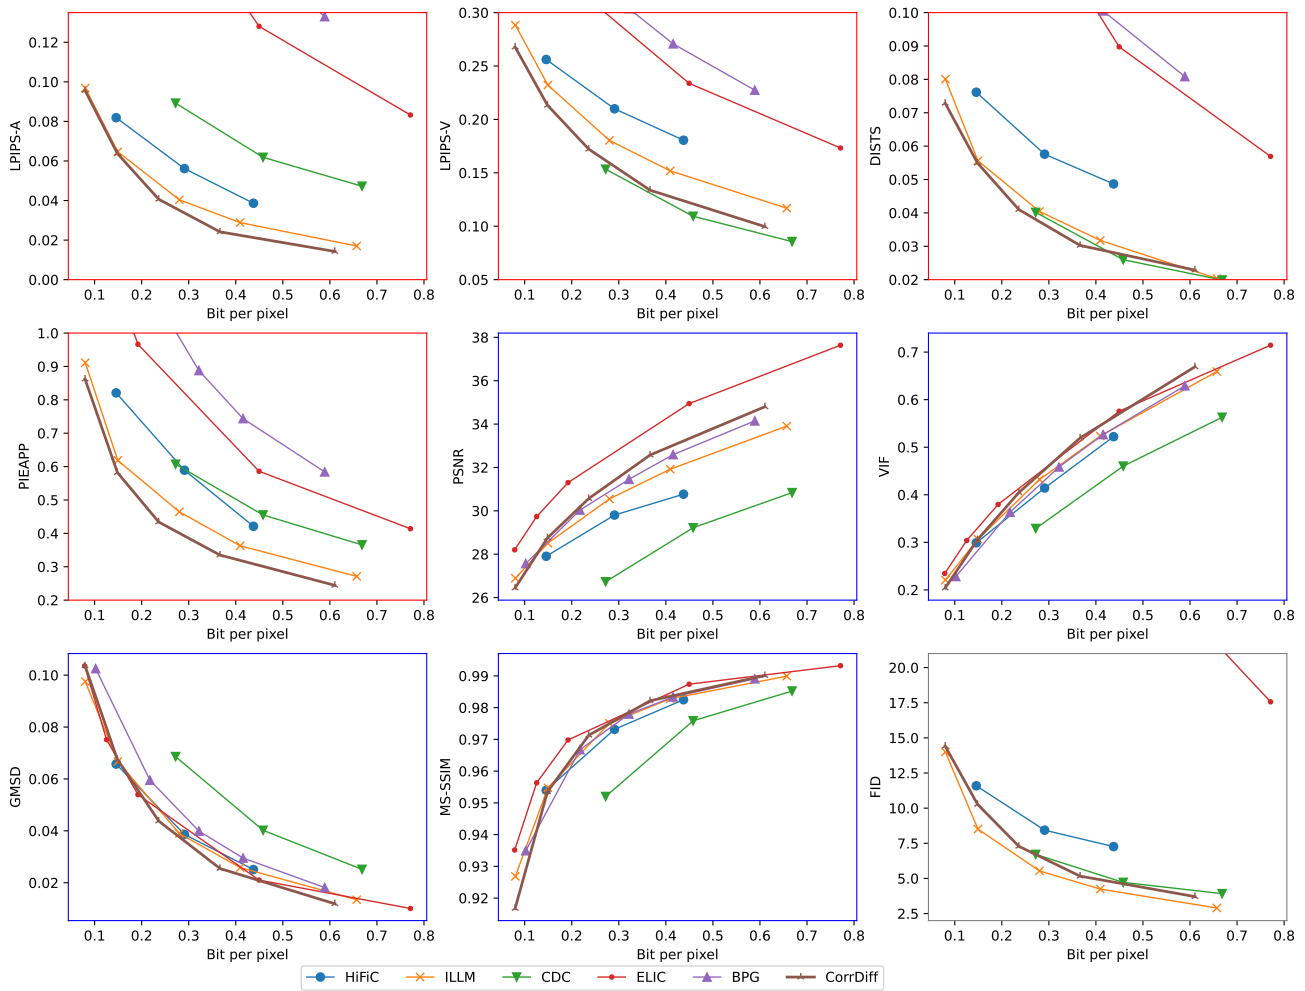 0.12
0.10
0.08
0.06
0.04
0.02
0.00
LPIPS-A
0.1 0.2 0.3 0.4 0.5 0.6 0.7 0.8
Bit per pixel
0.30
0.25
0.20
0.15
0.10
0.05
LPIPS-V
0.1 0.2 0.3 0.4 0.5 0.6 0.7 0.8
Bit per pixel
0.10
0.09
0.08
0.07
0.06
0.05
0.04
0.03
0.02
DISTS
0.1 0.2 0.3 0.4 0.5 0.6 0.7 0.8
Bit per pixel
1.0
0.9
0.8
0.7
0.6
0.5
0.4
0.3
0.2
PIEAPP
0.1 0.2 0.3 0.4 0.5 0.6 0.7 0.8
Bit per pixel
38
36
34
32
30
28
26
PSNR
0.1 0.2 0.3 0.4 0.5 0.6 0.7 0.8
Bit per pixel
0.7
0.6
0.5
0.4
0.3
0.2
VIF
0.1 0.2 0.3 0.4 0.5 0.6 0.7 0.8
Bit per pixel
0.10
0.08
0.06
0.04
0.02
GMSD
0.1 0.2 0.3 0.4 0.5 0.6 0.7 0.8
Bit per pixel
0.99
0.98
0.97
0.96
0.95
0.94
0.93
0.92
MS-SSIM
0.1 0.2 0.3 0.4 0.5 0.6 0.7 0.8
Bit per pixel
20.0
17.5
15.0
12.5
10.0
7.5
5.0
2.5
FID
0.1 0.2 0.3 0.4 0.5 0.6 0.7 0.8
Bit per pixel
HiFiC ILLM CDC ELIC BPG CorrDiff